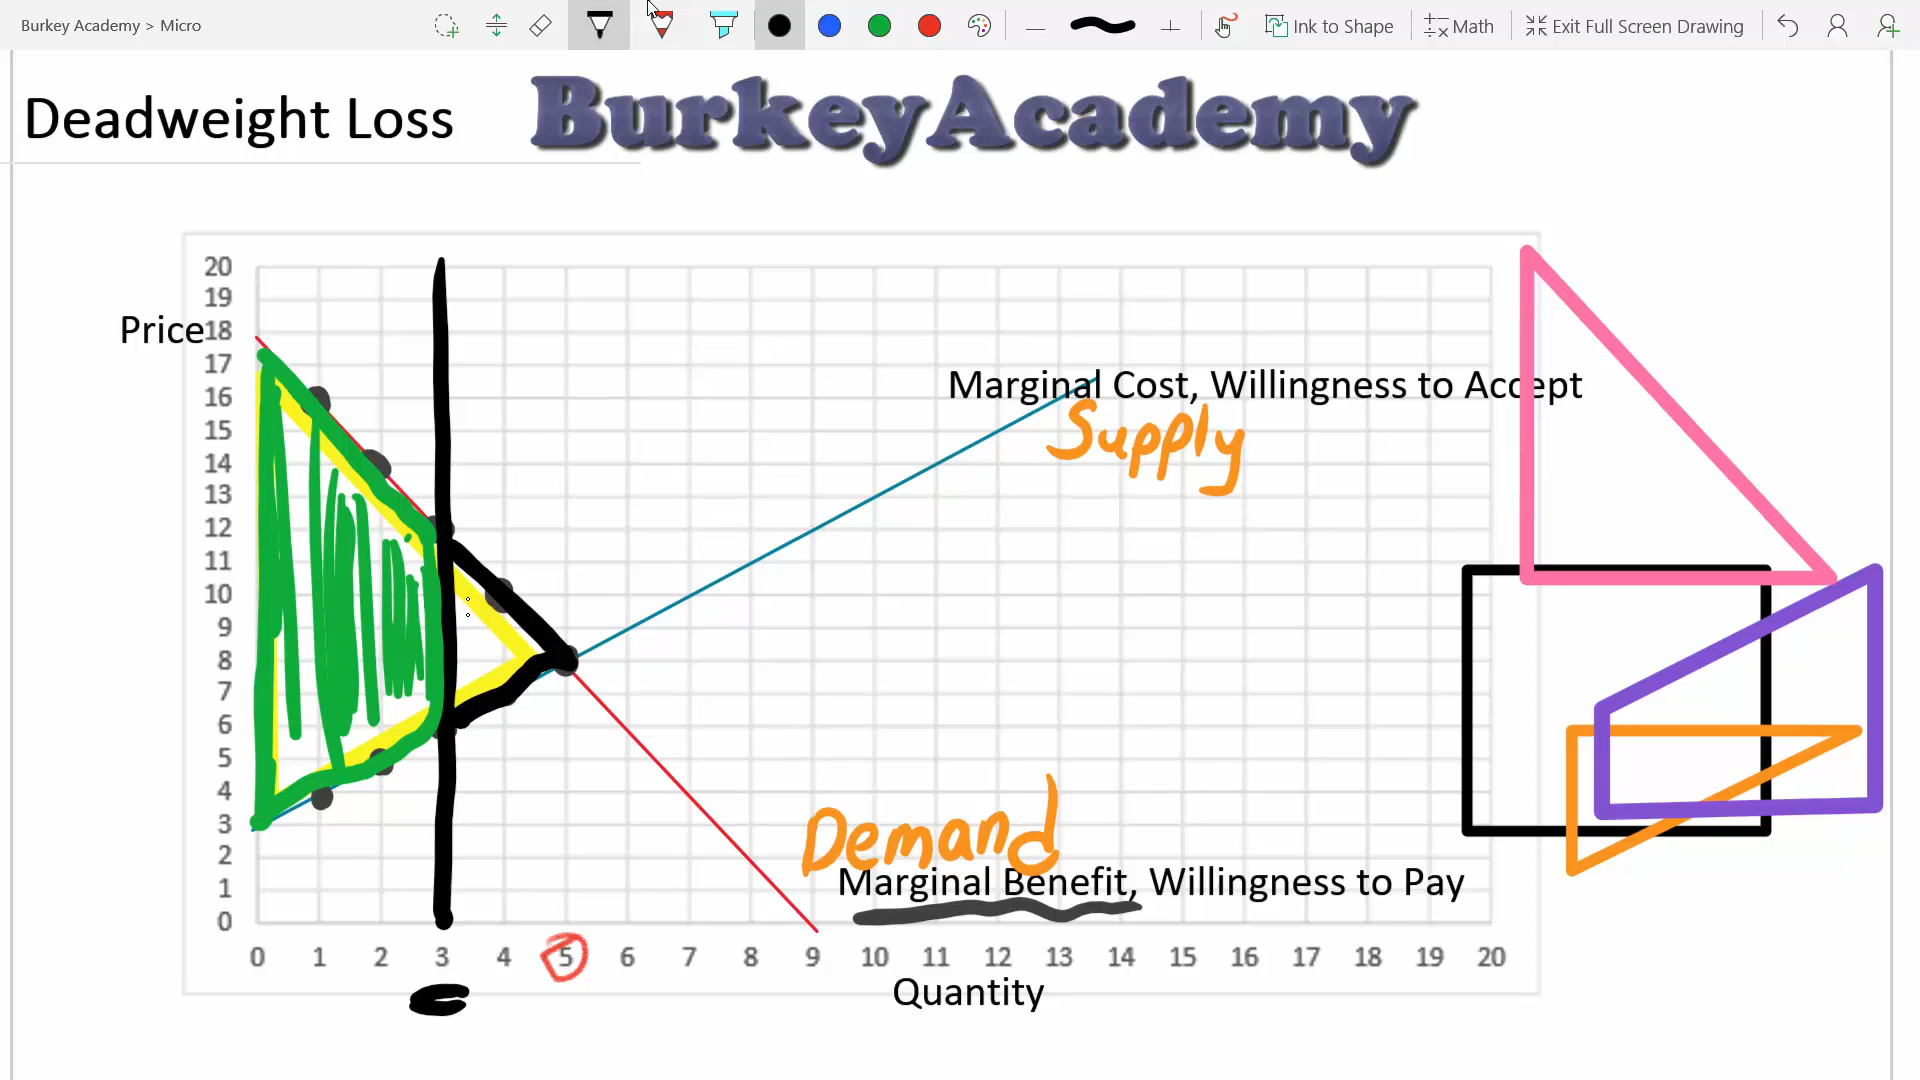 Burkey Academy > Micro
Ink to Shape
Math
Exit Full Screen Drawing
Deadweight Loss
BurkeyAcademy
Price
20
19
18
17
16
15
14
13
12
11
10
9
8
7
6
5
4
3
2
1
0
Marginal Cost, Willingness to Accept
Supply
Demand
Marginal Benefit, Willingness to Pay
0 1 2 3 4 5 6 7 8 9 10 11 12 13 14 15 16 17 18 19 20
Quantity